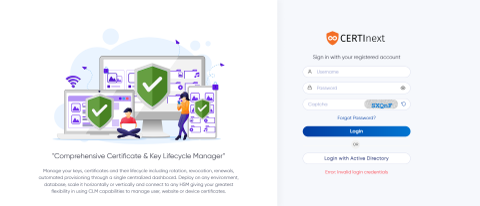 CERTInext
Sign in with your registered account
Username
Password
Captcha
Forgot Password?
Login
OR
Login with Active Directory
Error: Invalid login credentials.
"Comprehensive Certificate & Key Lifecycle Manager"
Manage your keys, certificates and their lifecycle including rotation, revocation, renewals,
automated provisioning through a single centralized dashboard. Deploy on any environment,
database, scale it horizontally or vertically and connect to any HSM giving your greatest
flexibility in using CLM capabilities to manage user, website or device certificates.